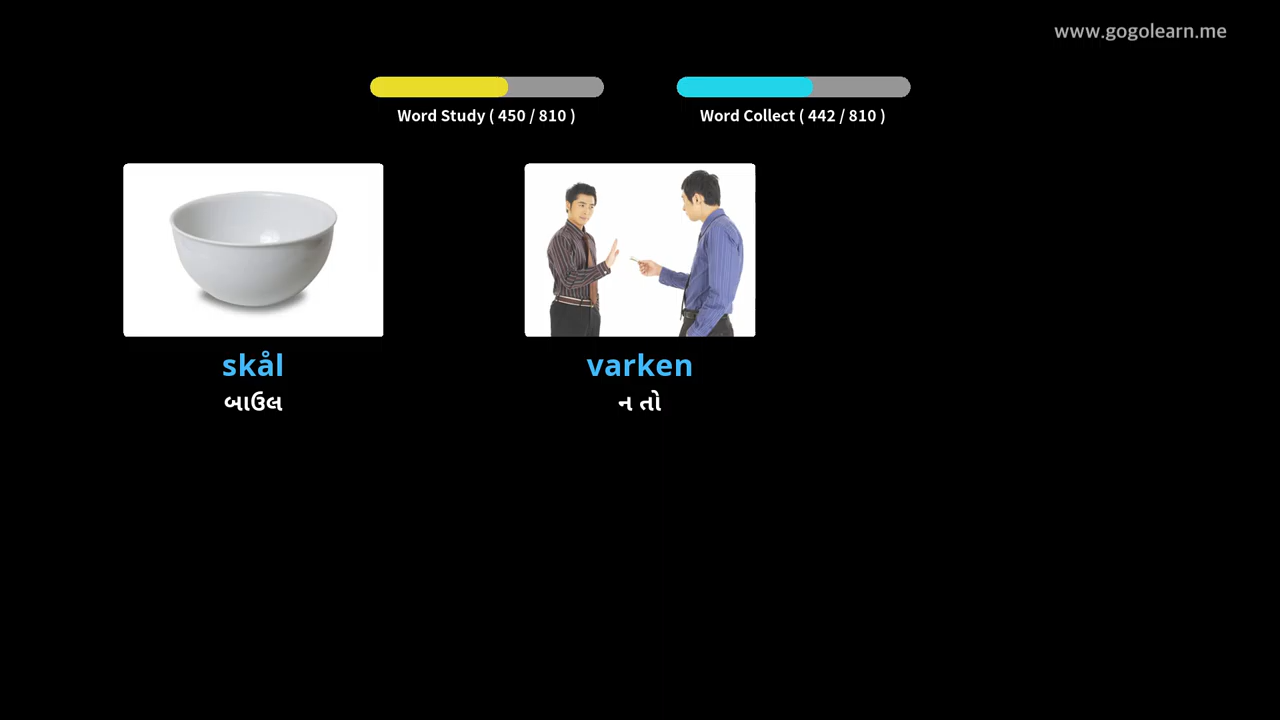 www.gogolearn.me
Word Study ( 450 / 810 )
Word Collect ( 442 / 810 )
skål
બાઉલ
varken
ન તો